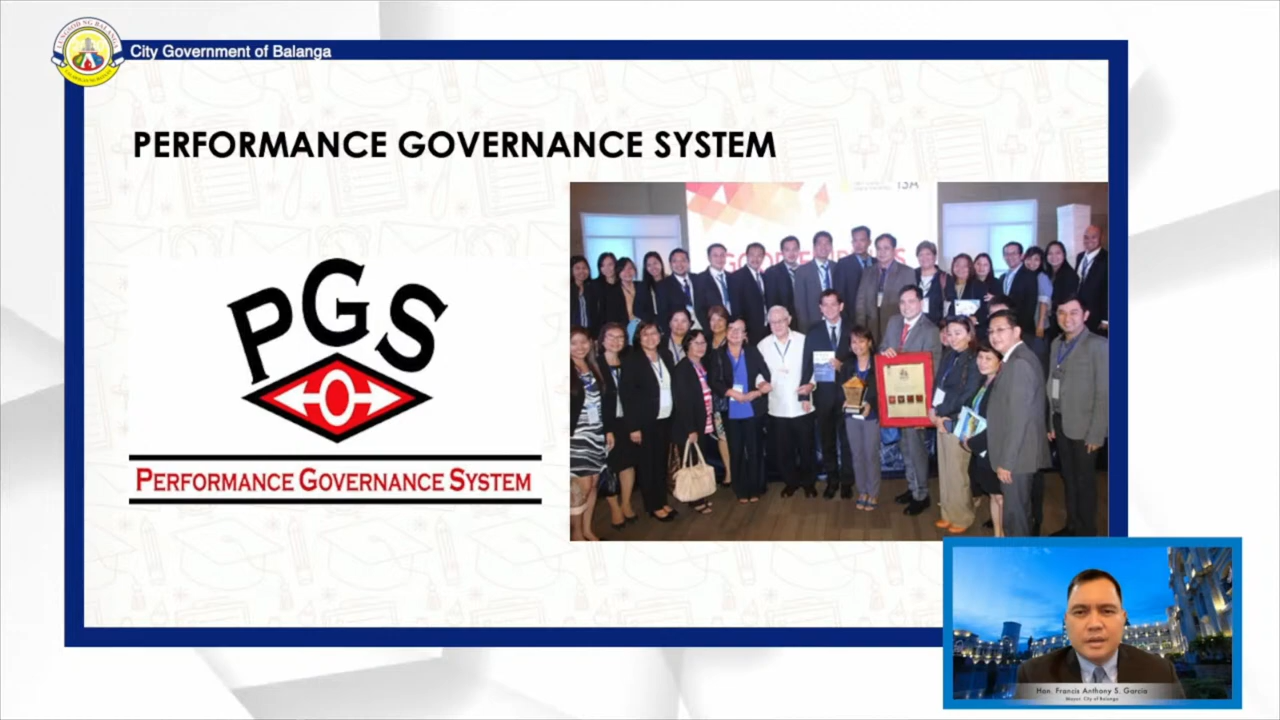 City Government of Balanga
PERFORMANCE GOVERNANCE SYSTEM
PGS
PERFORMANCE GOVERNANCE SYSTEM
Hon. Francis Anthony S. Garcia
Mayor, City of Balanga